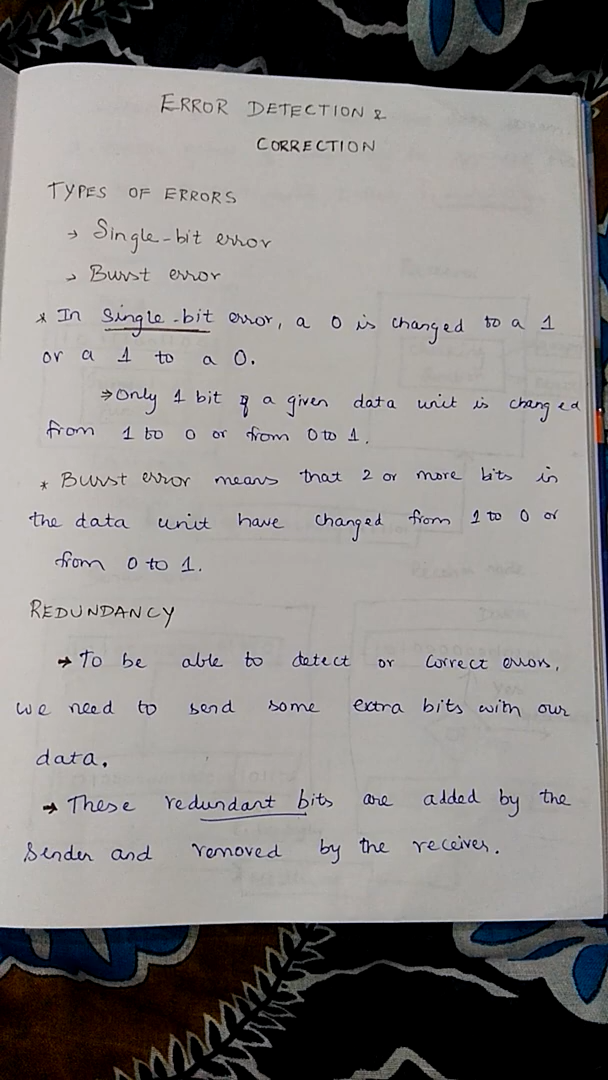 ERROR DETECTION &
CORRECTION
TYPES OF ERRORS
→ Single-bit error
→ Burst error
* In Single-bit error, a 0 is changed to a 1
or a 1 to a 0.
⇒ Only 1 bit of a given data unit is changed
from 1 to 0 or from 0 to 1.
* Burst error means that 2 or more bits in
the data unit have changed from 1 to 0 or
from 0 to 1.
REDUNDANCY
→ To be able to detect or correct errors,
we need to send some extra bits with our
data.
→ These redundant bits are added by the
Sender and removed by the receiver.